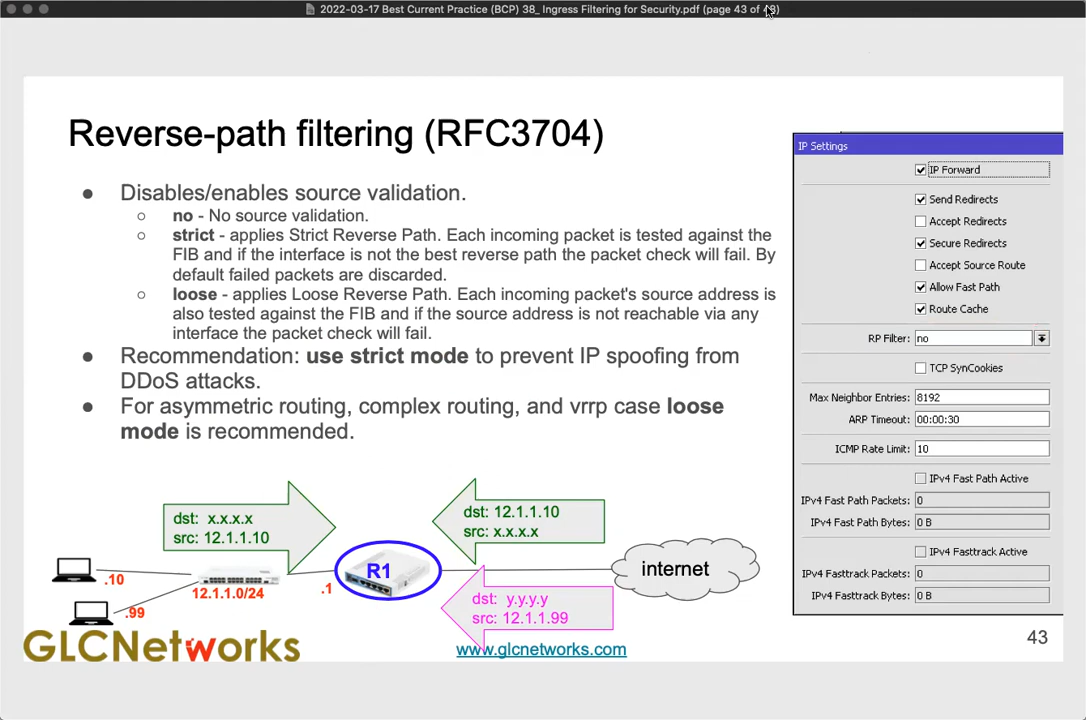 2022-03-17 Best Current Practice (BCP) 38_ Ingress Filtering for Security.pdf (page 43 of
Reverse-path filtering (RFC3704)
● Disables/enables source validation.
○ no - No source validation.
○ strict - applies Strict Reverse Path. Each incoming packet is tested against the
FIB and if the interface is not the best reverse path the packet check will fail. By
default failed packets are discarded.
○ loose - applies Loose Reverse Path. Each incoming packet's source address is
also tested against the FIB and if the source address is not reachable via any
interface the packet check will fail.
● Recommendation: use strict mode to prevent IP spoofing from
DDoS attacks.
● For asymmetric routing, complex routing, and vrrp case loose
mode is recommended.
IP Settings
IP Forward
Send Redirects
Accept Redirects
Secure Redirects
Accept Source Route
Allow Fast Path
Route Cache
RP Filter: no
TCP SynCookies
Max Neighbor Entries: 8192
ARP Timeout: 00:00:30
ICMP Rate Limit: 10
IPv4 Fast Path Active
IPv4 Fast Path Packets: 0
IPv4 Fast Path Bytes: 0 B
IPv4 Fasttrack Active
IPv4 Fasttrack Packets: 0
IPv4 Fasttrack Bytes: 0 B
dst: x.x.x.x
src: 12.1.1.10
dst: 12.1.1.10
src: x.x.x.x
.10
12.1.1.0/24
.1
R1
internet
.99
dst: y.y.y.y
src: 12.1.1.99
GLCNetworks
www.glcnetworks.com
43